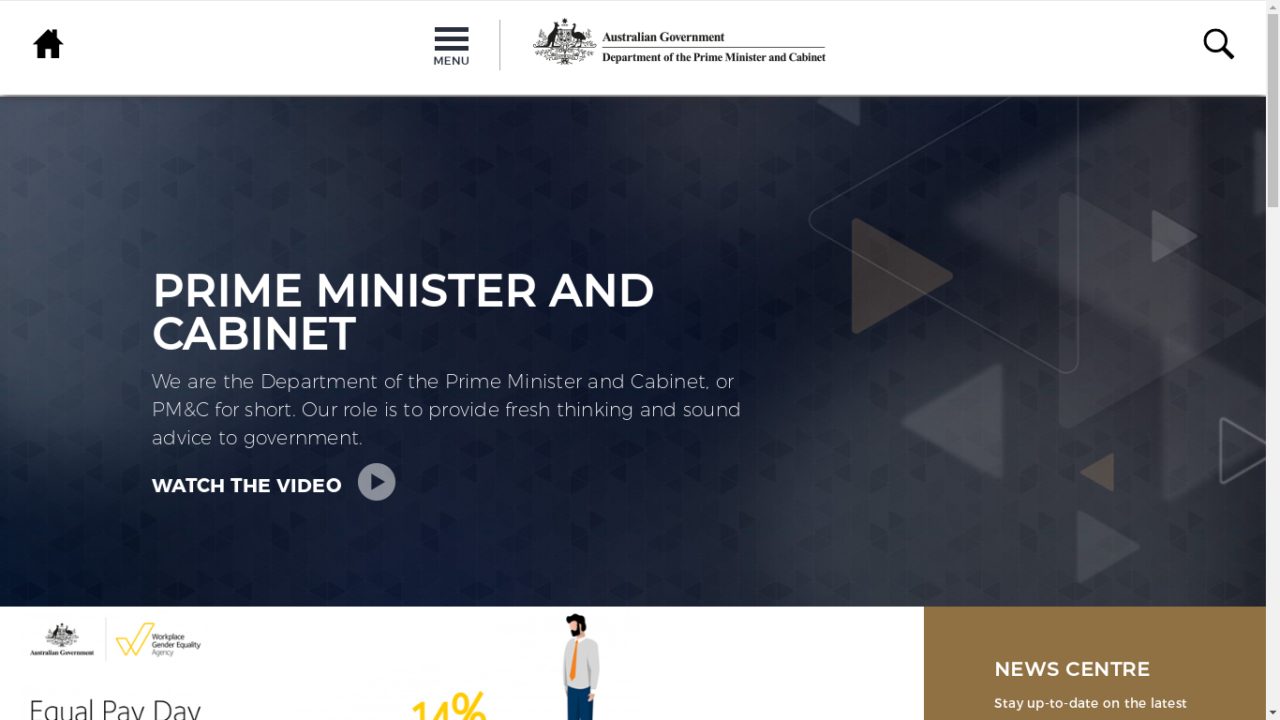 MENU
Australian Government
Department of the Prime Minister and Cabinet
PRIME MINISTER AND
CABINET
We are the Department of the Prime Minister and Cabinet, or
PM&C for short. Our role is to provide fresh thinking and sound
advice to government.
WATCH THE VIDEO
Australian Government
Workplace
Gender Equality
Agency
Equal Pay Day
14%
NEWS CENTRE
Stay up-to-date on the latest